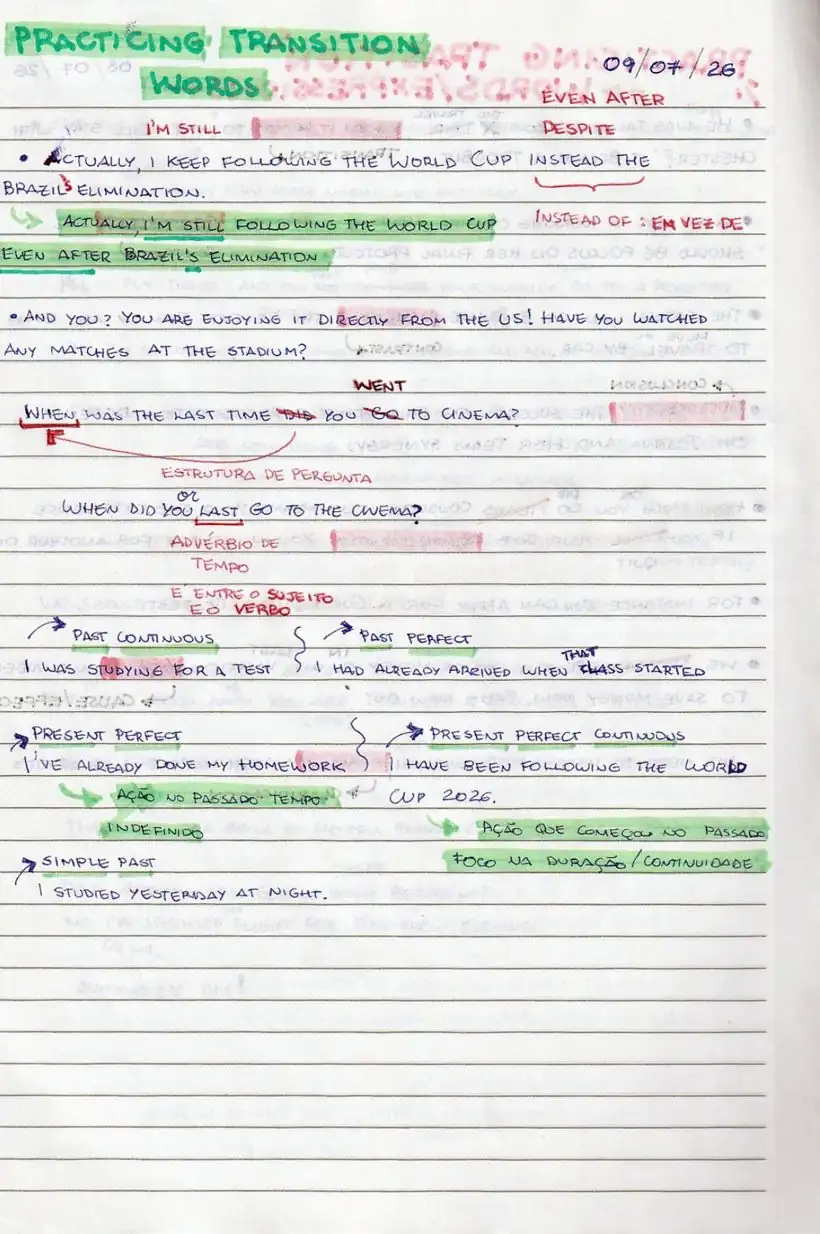 PRACTICING TRANSITION
WORDS
09/07/26
EVEN AFTER
I'M STILL
DESPITE
• ACTUALLY, I KEEP FOLLOWING THE WORLD CUP INSTEAD THE
BRAZIL'S ELIMINATION.
INSTEAD OF : EM VEZ DE
ACTUALLY, I'M STILL FOLLOWING THE WORLD CUP
EVEN AFTER BRAZIL'S ELIMINATION.
• AND YOU? YOU ARE ENJOYING IT DIRECTLY FROM THE US! HAVE YOU WATCHED
ANY MATCHES AT THE STADIUM?
WENT
WHEN WAS THE LAST TIME DID YOU GO TO CINEMA?
ESTRUTURA DE PERGUNTA
or
WHEN DID YOU LAST GO TO THE CINEMA?
ADVÉRBIO DE
TEMPO
E ENTRE O SUJEITO
E O VERBO
PAST CONTINUOUS
I WAS STUDYING FOR A TEST
PAST PERFECT
THAT
I HAD ALREADY ARRIVED WHEN CLASS STARTED
PRESENT PERFECT
I'VE ALREADY DONE MY HOMEWORK
AÇÃO NO PASSADO TEMPO
INDEFINIDO
PRESENT PERFECT CONTINUOUS
I HAVE BEEN FOLLOWING THE WORLD
CUP 2026.
AÇÃO QUE COMEÇOU NO PASSADO
FOCO NA DURAÇÃO/CONTINUIDADE
SIMPLE PAST
I STUDIED YESTERDAY AT NIGHT.